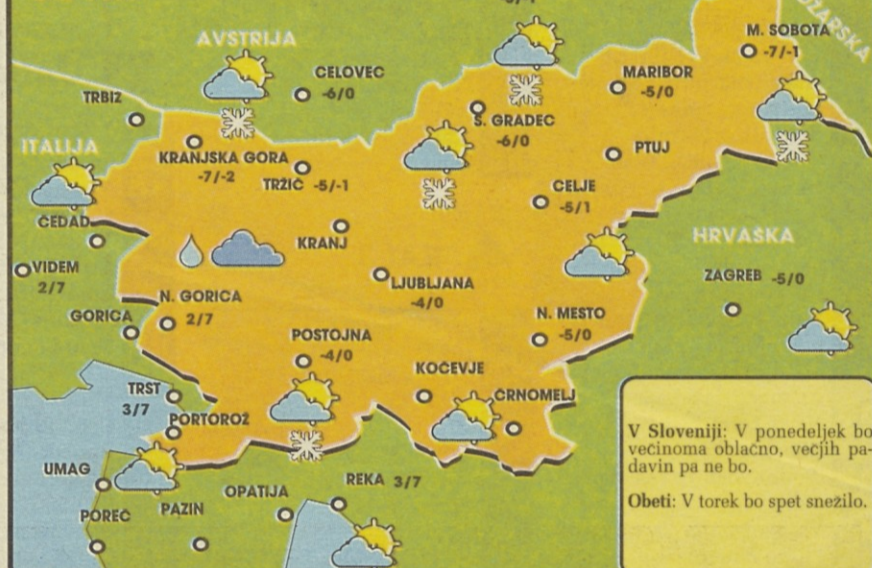 AVSTRIJA
M. SOBOTA
-7/-1
CELOVEC
-6/0
MARIBOR
-5/0
TRBIŽ
S. GRADEC
-6/0
ITALIJA
KRANJSKA GORA
-7/-2
TRŽIČ -5/-1
PTUJ
CELJE
-5/1
ČEDAD
KRANJ
HRVAŠKA
VIDEM
2/7
LJUBLJANA
-4/0
ZAGREB -5/0
N. GORICA
2/7
GORICA
N. MESTO
-5/0
POSTOJNA
-4/0
KOČEVJE
TRST
3/7
ČRNOMELJ
PORTOROŽ
V Sloveniji: V ponedeljek bo
večinoma oblačno, večjih pa-
davin pa ne bo.
UMAG
OPATIJA
REKA 3/7
Obeti: V torek bo spet snežilo.
POREČ
PAZIN